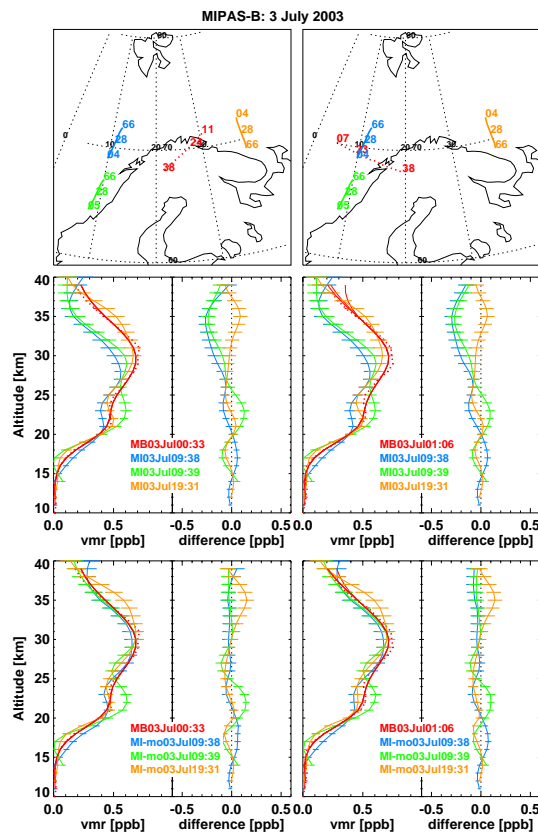 MIPAS-B: 3 July 2003
80
04
66
11
28
28
24
0
10
20 70
30
66
04
38
66
28
05
60
80
04
66
07
28
28
23
0
10
20 70
30
66
04
38
66
28
05
60
40
35
30
25
20
15
10
Altitude [km]
MB03Jul00:33
MI03Jul09:38
MI03Jul09:39
MI03Jul19:31
0.0 0.5 -0.5 0.0 0.5
vmr [ppb] difference [ppb]
MB03Jul01:06
MI03Jul09:38
MI03Jul09:39
MI03Jul19:31
0.0 0.5 -0.5 0.0 0.5
vmr [ppb] difference [ppb]
40
35
30
25
20
15
10
Altitude [km]
MB03Jul00:33
MI-mo03Jul09:38
MI-mo03Jul09:39
MI-mo03Jul19:31
0.0 0.5 -0.5 0.0 0.5
vmr [ppb] difference [ppb]
MB03Jul01:06
MI-mo03Jul09:38
MI-mo03Jul09:39
MI-mo03Jul19:31
0.0 0.5 -0.5 0.0 0.5
vmr [ppb] difference [ppb]